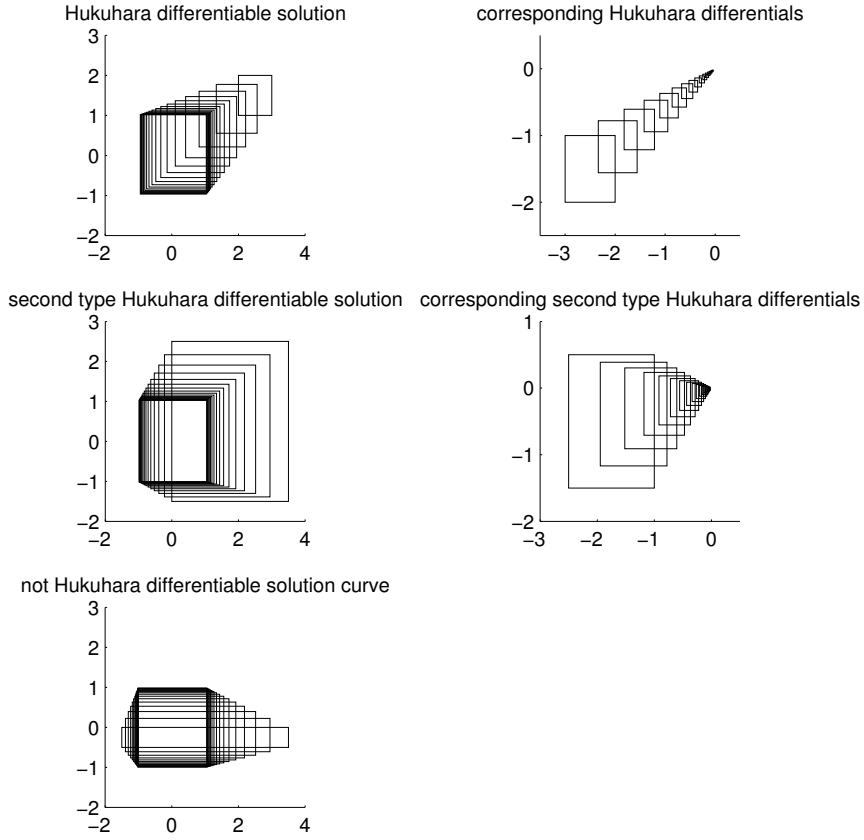 Hukuhara differentiable solution
3
2
1
0
−1
−2
−2 0 2 4
corresponding Hukuhara differentials
0
−1
−2
−3 −2 −1 0
second type Hukuhara differentiable solution
3
2
1
0
−1
−2
−2 0 2 4
corresponding second type Hukuhara differentials
1
0
−1
−2
−3 −2 −1 0
not Hukuhara differentiable solution curve
3
2
1
0
−1
−2
−2 0 2 4